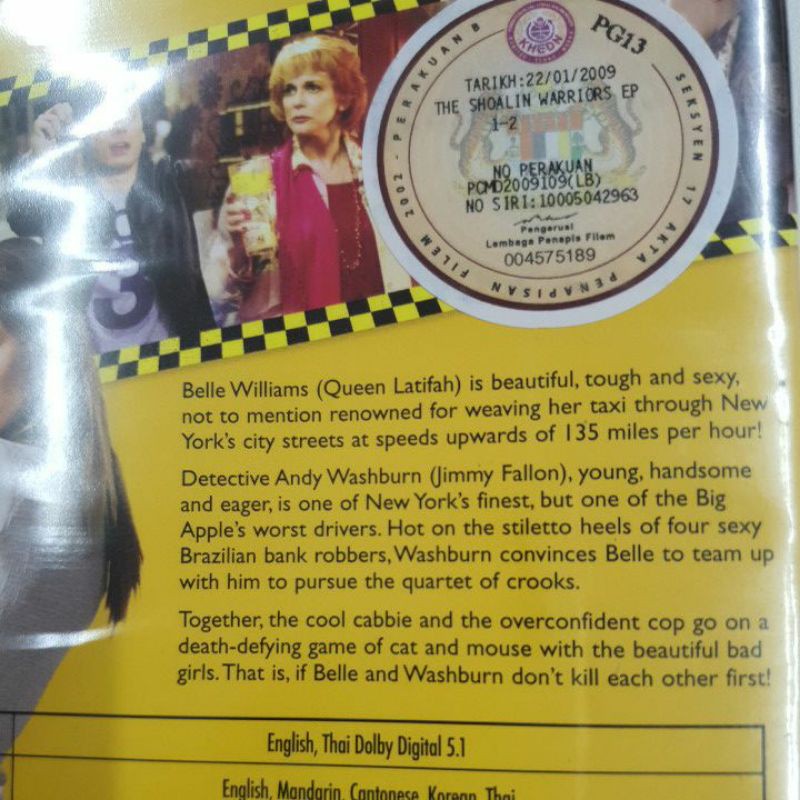 PERAKUAN B
KHEDN
PG13
SEKSYEN 17 AKTA PENAPISAN FILEM 2002 -
TARIKH:22/01/2009
THE SHOALIN WARRIORS EP
1-2
NO PERAKUAN
PCMD2009109(LB)
NO SIRI:10005042963
Pengerusi
Lembaga Penapis Filem
004575189
3
Belle Williams (Queen Latifah) is beautiful, tough and sexy,
not to mention renowned for weaving her taxi through New
York's city streets at speeds upwards of 135 miles per hour!
Detective Andy Washburn (Jimmy Fallon), young, handsome
and eager, is one of New York's finest, but one of the Big
Apple's worst drivers. Hot on the stiletto heels of four sexy
Brazilian bank robbers, Washburn convinces Belle to team up
with him to pursue the quartet of crooks.
Together, the cool cabbie and the overconfident cop go on a
death-defying game of cat and mouse with the beautiful bad
girls. That is, if Belle and Washburn don't kill each other first!
English, Thai Dolby Digital 5.1
English, Mandarin, Cantonese, Korean, Thai